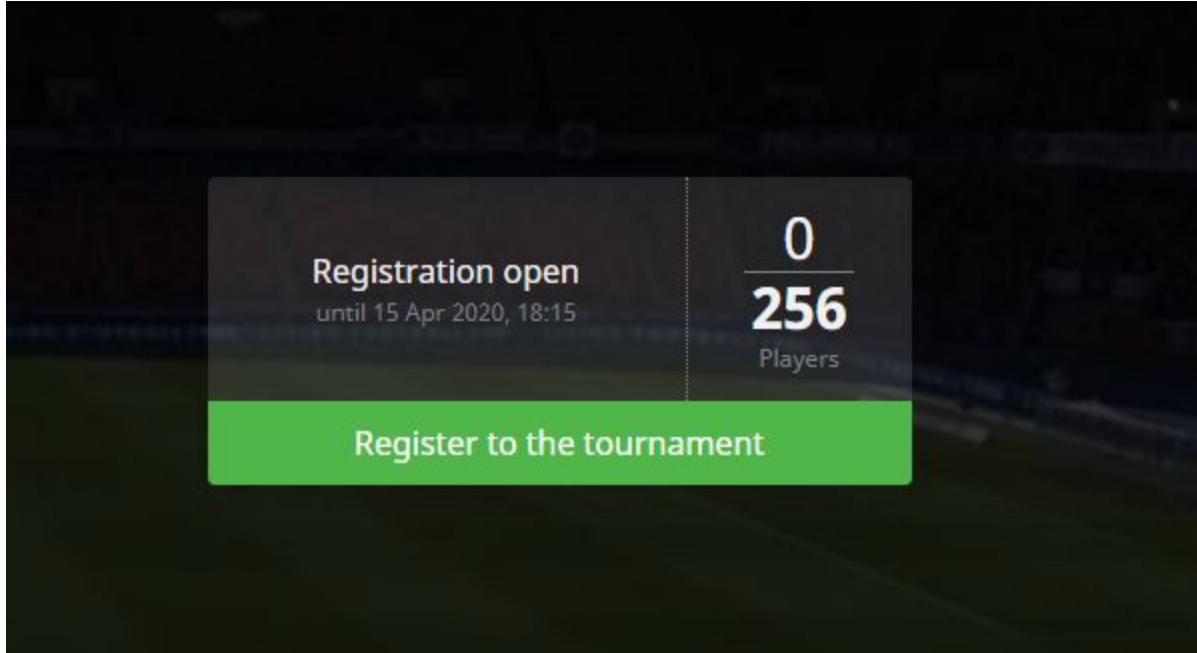 Registration open
until 15 Apr 2020, 18:15
0
256
Players
Register to the tournament